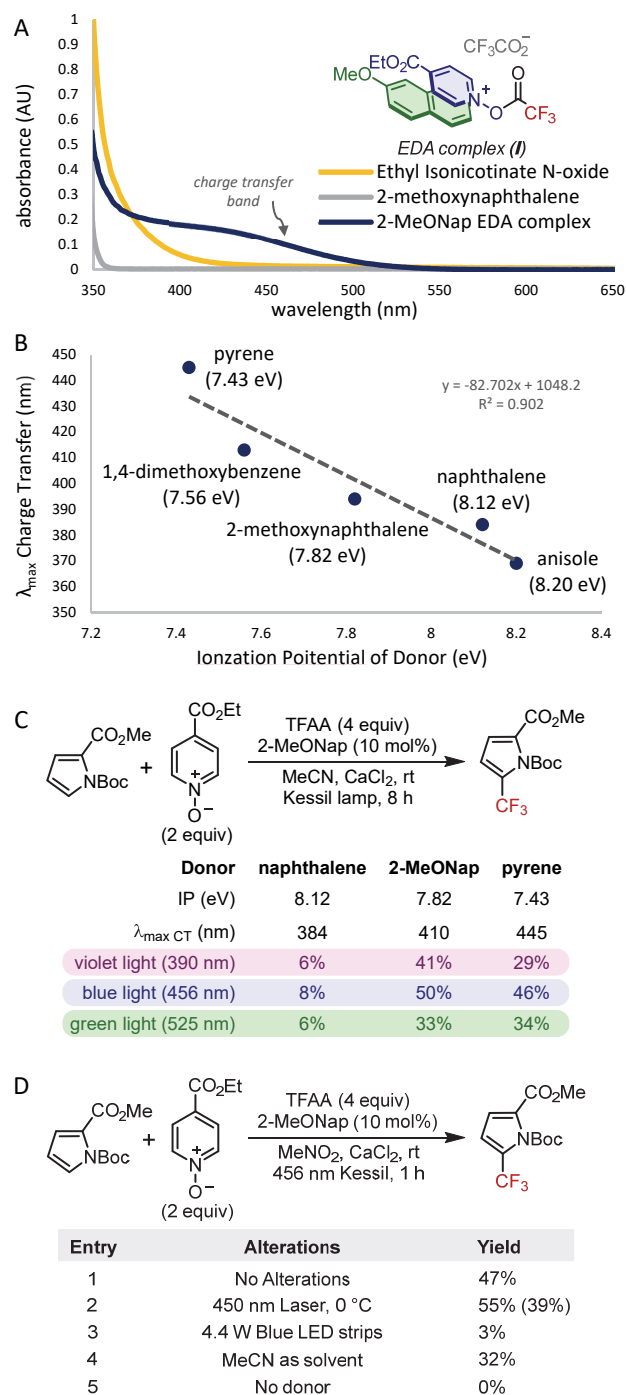 A
absorbance (AU)
1
0.9
0.8
0.7
0.6
0.5
0.4
0.3
0.2
0.1
0
350
400
450
500
550
600
650
wavelength (nm)
charge transfer
band
CF3CO2−
EtO2C
MeO
N+
O
O
CF3
EDA complex (I)
Ethyl Isonicotinate N-oxide
2-methoxynaphthalene
2-MeONap EDA complex
B
λmax Charge Transfer (nm)
450
440
430
420
410
400
390
380
370
360
350
7.2
7.4
7.6
7.8
8
8.2
8.4
Ionzation Poitential of Donor (eV)
pyrene
(7.43 eV)
y = -82.702x + 1048.2
R² = 0.902
1,4-dimethoxybenzene
(7.56 eV)
2-methoxynaphthalene
(7.82 eV)
naphthalene
(8.12 eV)
anisole
(8.20 eV)
C
CO2Me
NBoc
+
CO2Et
N+
O−
(2 equiv)
TFAA (4 equiv)
2-MeONap (10 mol%)
MeCN, CaCl2, rt
Kessil lamp, 8 h
CO2Me
NBoc
CF3
Donor naphthalene 2-MeONap pyrene
IP (eV) 8.12 7.82 7.43
λmax CT (nm) 384 410 445
violet light (390 nm) 6% 41% 29%
blue light (456 nm) 8% 50% 46%
green light (525 nm) 6% 33% 34%
D
CO2Me
NBoc
+
CO2Et
N+
O−
(2 equiv)
TFAA (4 equiv)
2-MeONap (10 mol%)
MeNO2, CaCl2, rt
456 nm Kessil, 1 h
CO2Me
NBoc
CF3
Entry Alterations Yield
1 No Alterations 47%
2 450 nm Laser, 0 °C 55% (39%)
3 4.4 W Blue LED strips 3%
4 MeCN as solvent 32%
5 No donor 0%